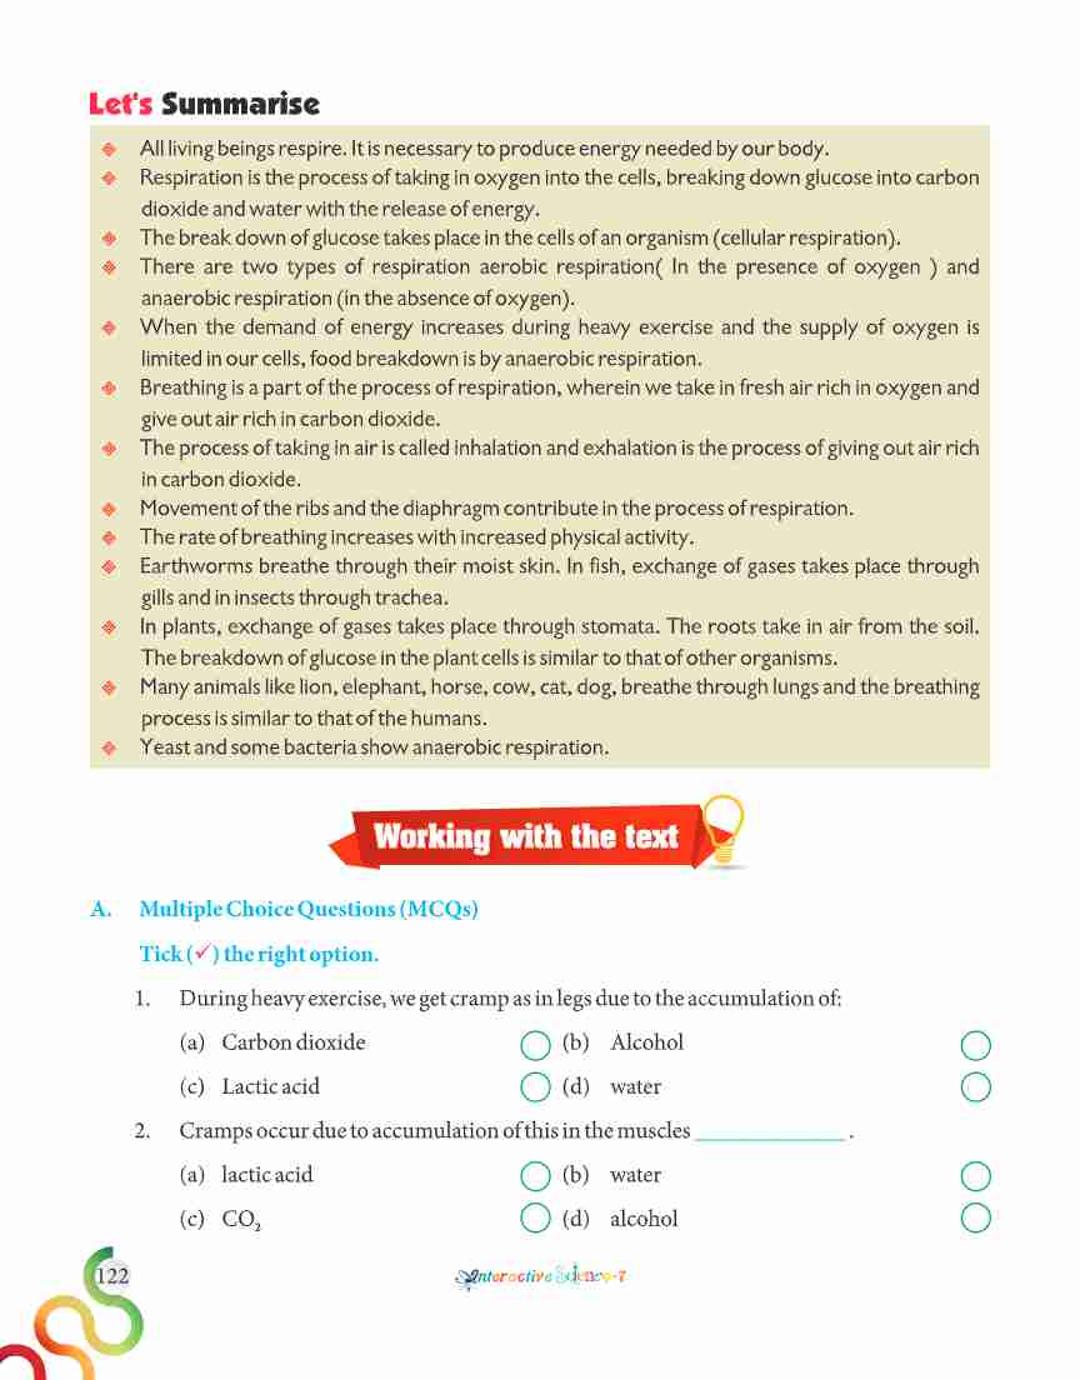 Let's Summarise
All living beings respire. It is necessary to produce energy needed by our body.
Respiration is the process of taking in oxygen into the cells, breaking down glucose into carbon
dioxide and water with the release of energy.
The break down of glucose takes place in the cells of an organism (cellular respiration).
There are two types of respiration aerobic respiration( In the presence of oxygen ) and
anaerobic respiration (in the absence of oxygen).
When the demand of energy increases during heavy exercise and the supply of oxygen is
limited in our cells, food breakdown is by anaerobic respiration.
Breathing is a part of the process of respiration, wherein we take in fresh air rich in oxygen and
give out air rich in carbon dioxide.
The process of taking in air is called inhalation and exhalation is the process of giving out air rich
in carbon dioxide.
Movement of the ribs and the diaphragm contribute in the process of respiration.
The rate of breathing increases with increased physical activity.
Earthworms breathe through their moist skin. In fish, exchange of gases takes place through
gills and in insects through trachea.
In plants, exchange of gases takes place through stomata. The roots take in air from the soil.
The breakdown of glucose in the plant cells is similar to that of other organisms.
Many animals like lion, elephant, horse, cow, cat, dog, breathe through lungs and the breathing
process is similar to that of the humans.
Yeast and some bacteria show anaerobic respiration.
Working with the text
A. Multiple Choice Questions (MCQs)
Tick (✓) the right option.
1. During heavy exercise, we get cramp as in legs due to the accumulation of:
(a) Carbon dioxide (b) Alcohol
(c) Lactic acid (d) water
2. Cramps occur due to accumulation of this in the muscles ____________ .
(a) lactic acid (b) water
(c) CO₂ (d) alcohol
122
Interactive Science-7